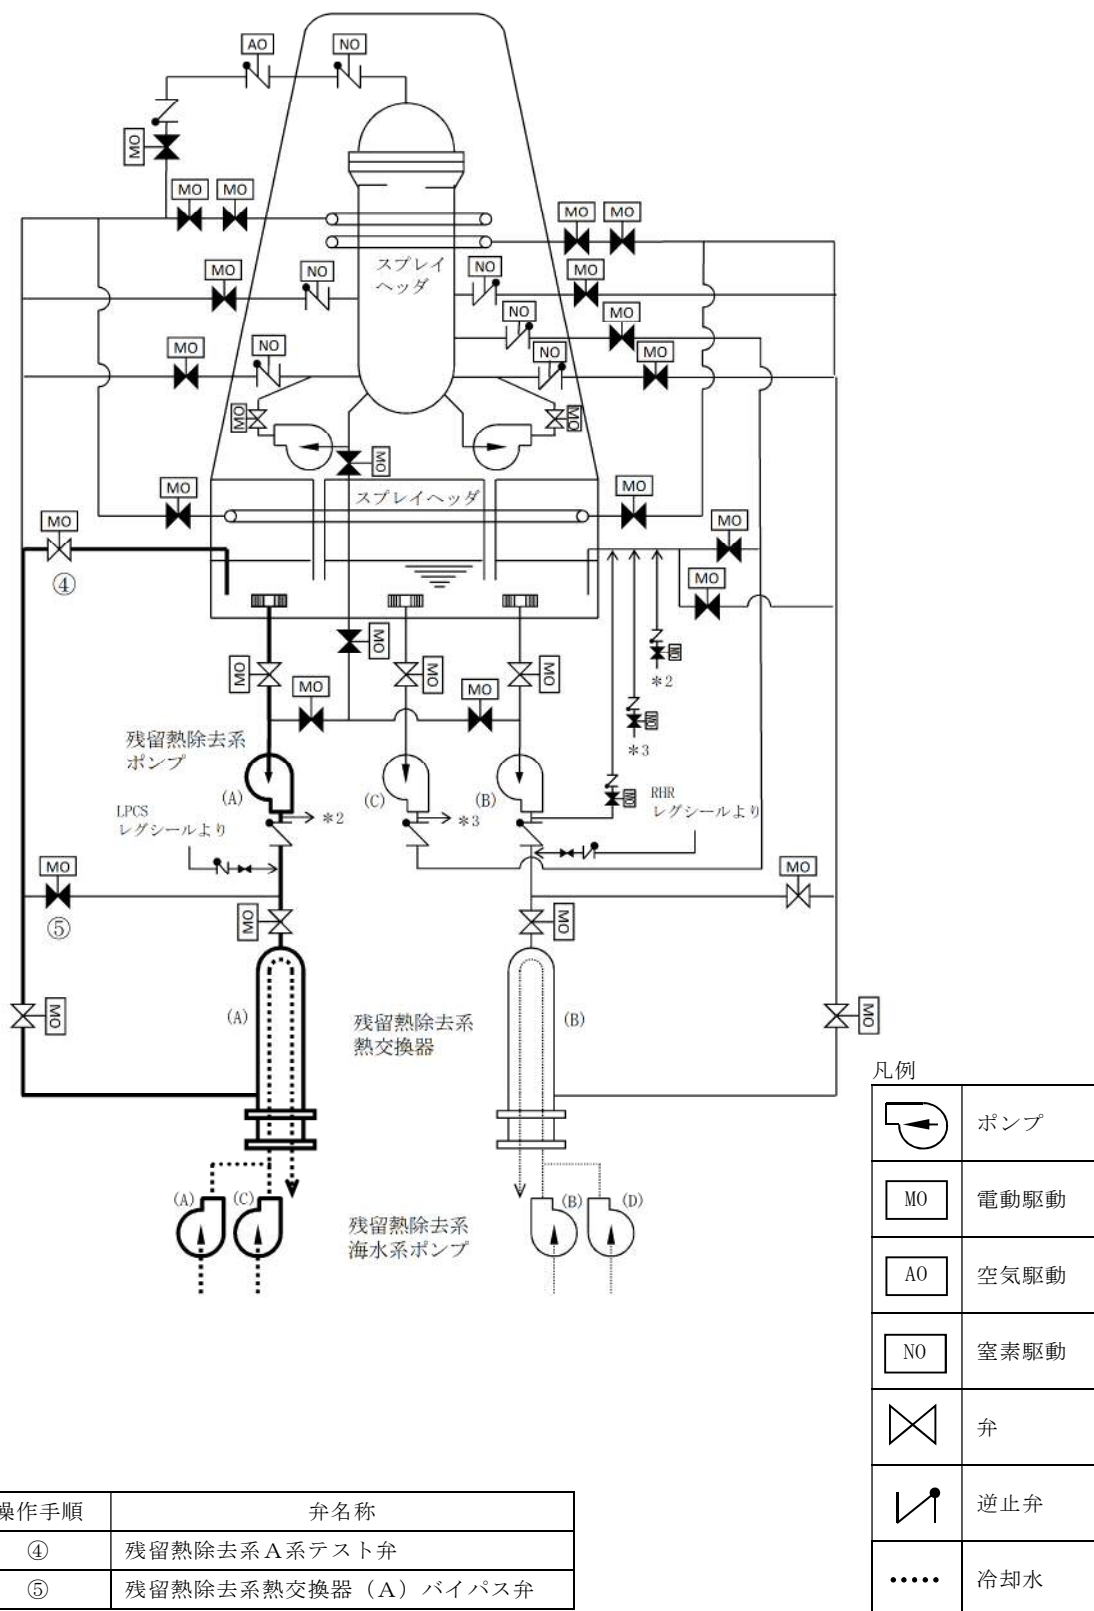 AO
NO
MO
MO
MO
MO
MO
スプレイ
ヘッダ
MO
NO
NO
MO
NO
MO
MO
NO
NO
MO
MO
MO
MO
MO
スプレイヘッダ
MO
MO
MO
④
MO
MO
MO
MO
MO
MO
MO
*2
MO
MO
MO
*3
残留熱除去系
ポンプ
(A)
(C)
(B)
*2
*3
MO
LPCS
レグシールより
RHR
レグシールより
MO
⑤
MO
MO
MO
MO
(A)
残留熱除去系
熱交換器
(B)
MO
(A)
(C)
残留熱除去系
海水系ポンプ
(B)
(D)
凡例
ポンプ
MO 電動駆動
AO 空気駆動
NO 窒素駆動
弁
逆止弁
冷却水
操作手順 弁名称
④ 残留熱除去系A系テスト弁
⑤ 残留熱除去系熱交換器（A）バイパス弁